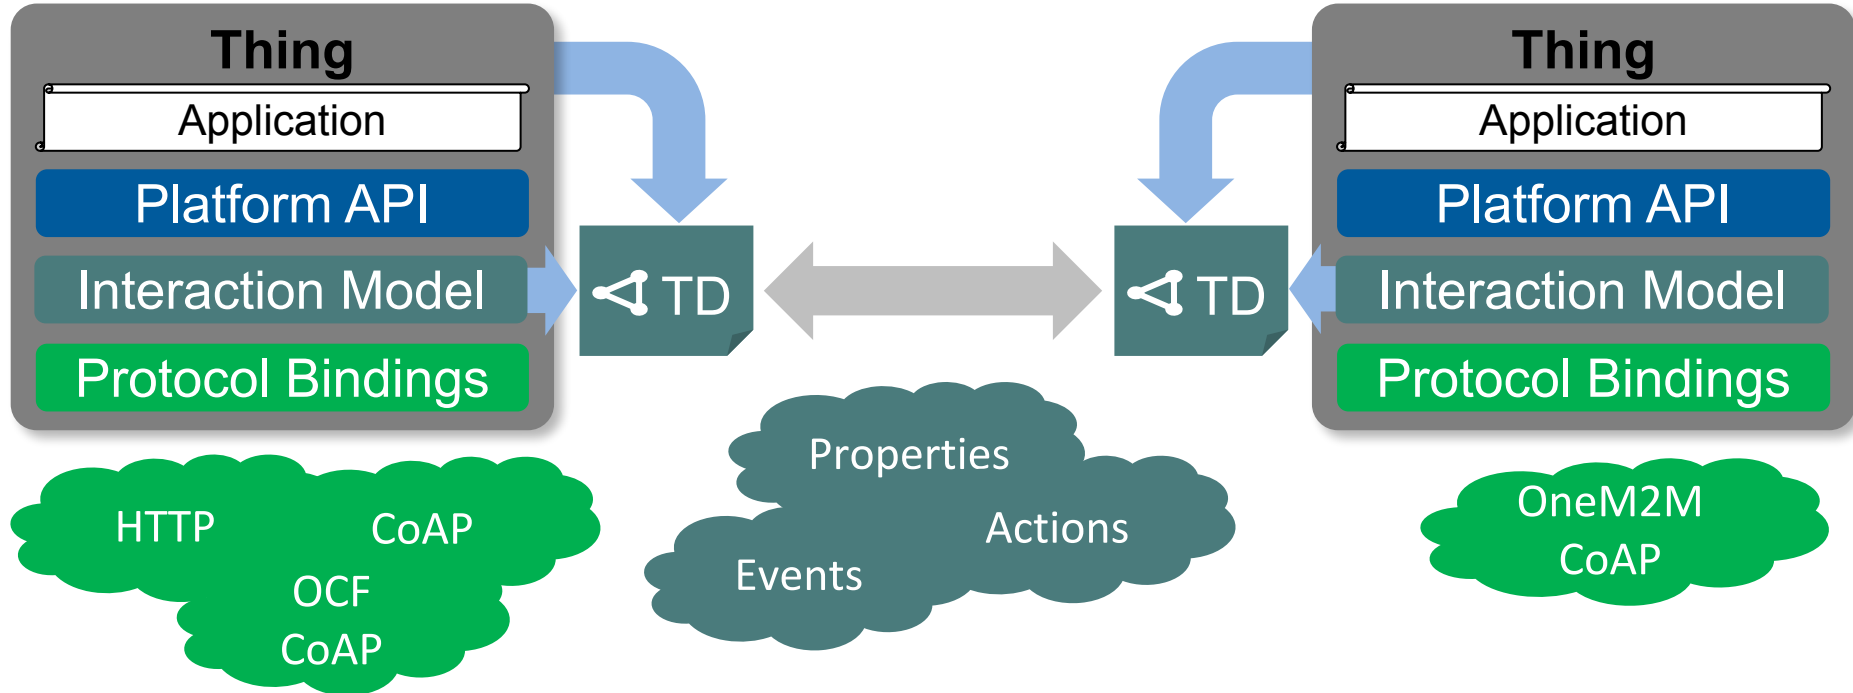 Thing
Application
Platform API
Interaction Model
Protocol Bindings
HTTP
CoAP
OCF
CoAP
TD
TD
Properties
Actions
Events
Thing
Application
Platform API
Interaction Model
Protocol Bindings
OneM2M
CoAP